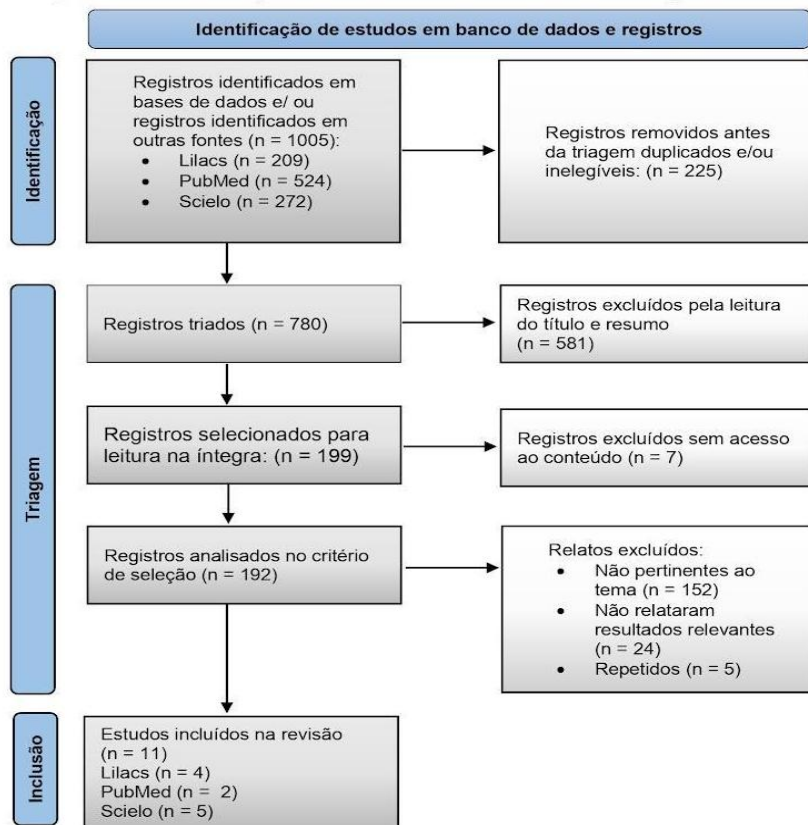 Identificação de estudos em banco de dados e registros
Identificação
Registros identificados em
bases de dados e/ ou
registros identificados em
outras fontes (n = 1005):
• Lilacs (n = 209)
• PubMed (n = 524)
• Scielo (n = 272)
Registros removidos antes
da triagem duplicados e/ou
inelegíveis: (n = 225)
Triagem
Registros triados (n = 780)
Registros excluídos pela leitura
do título e resumo
(n = 581)
Registros selecionados para
leitura na íntegra: (n = 199)
Registros excluídos sem acesso
ao conteúdo (n = 7)
Registros analisados no critério
de seleção (n = 192)
Relatos excluídos:
• Não pertinentes ao
tema (n = 152)
• Não relataram
resultados relevantes
(n = 24)
• Repetidos (n = 5)
Inclusão
Estudos incluídos na revisão
(n = 11)
Lilacs (n = 4)
PubMed (n = 2)
Scielo (n = 5)